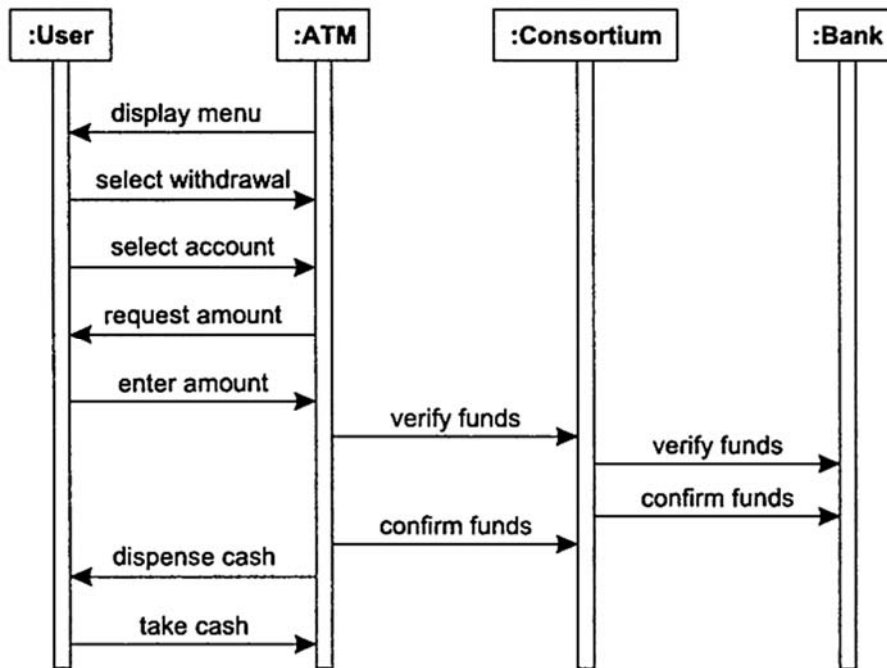 :User
:ATM
:Consortium
:Bank
display menu
select withdrawal
select account
request amount
enter amount
verify funds
verify funds
confirm funds
confirm funds
dispense cash
take cash